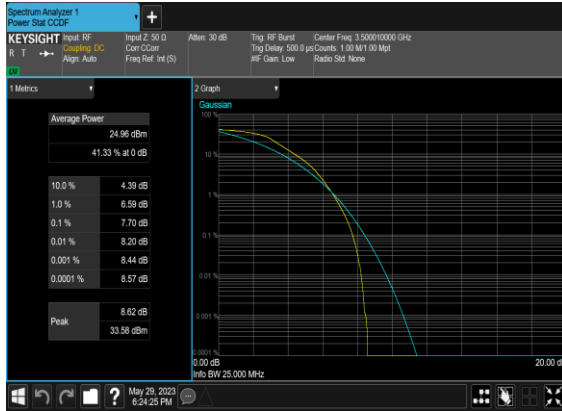 Spectrum Analyzer 1
Power Stat CCDF
+
KEYSIGHT Input: RF Input Z: 50 Ω Atten: 30 dB Trig: RF Burst Center Freq: 3.500010000 GHz
R T Coupling: DC Corr CCorr Trig Delay: 500.0 µs Counts: 1.00 M/1.00 Mpt
Align: Auto Freq Ref: Int (S) #IF Gain: Low Radio Std: None
1 Metrics
2 Graph
Gaussian
Average Power
24.96 dBm
41.33 % at 0 dB
10.0 % 4.39 dB
1.0 % 6.59 dB
0.1 % 7.70 dB
0.01 % 8.20 dB
0.001 % 8.44 dB
0.0001 % 8.57 dB
Peak 8.62 dB
33.58 dBm
100 %
10 %
1 %
0.1 %
0.01 %
0.001 %
0.0001 %
0.00 dB 20.00 d
Info BW 25.000 MHz
? May 29, 2023
6:24:25 PM